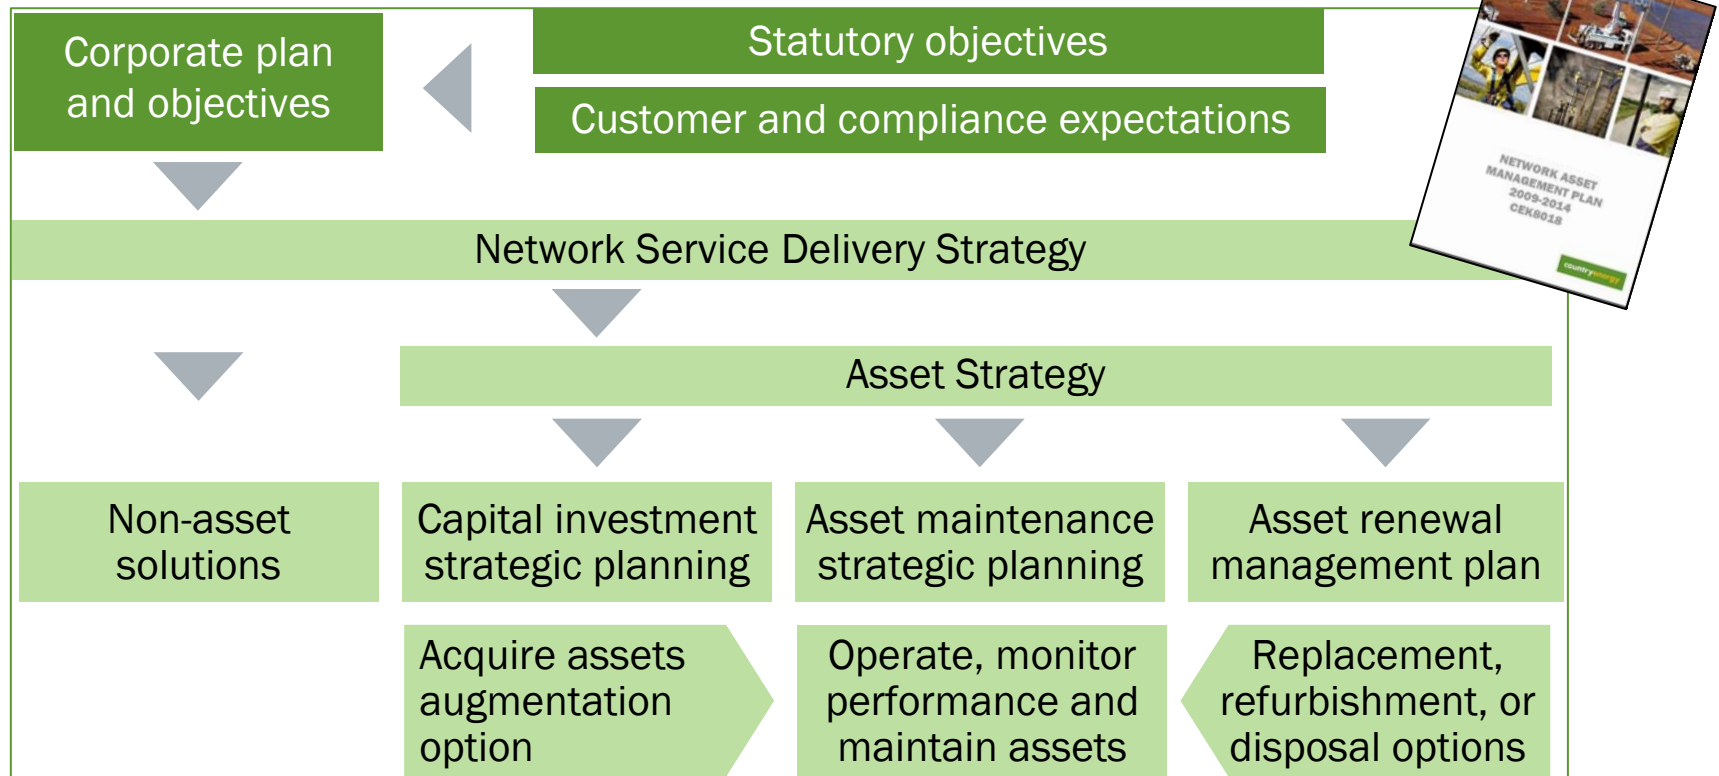 Corporate plan
and objectives
Statutory objectives
Customer and compliance expectations
NETWORK ASSET
MANAGEMENT PLAN
2009-2014
CEK8018
countryenergy
Network Service Delivery Strategy
Asset Strategy
Non-asset
solutions
Capital investment
strategic planning
Asset maintenance
strategic planning
Asset renewal
management plan
Acquire assets
augmentation
option
Operate, monitor
performance and
maintain assets
Replacement,
refurbishment, or
disposal options